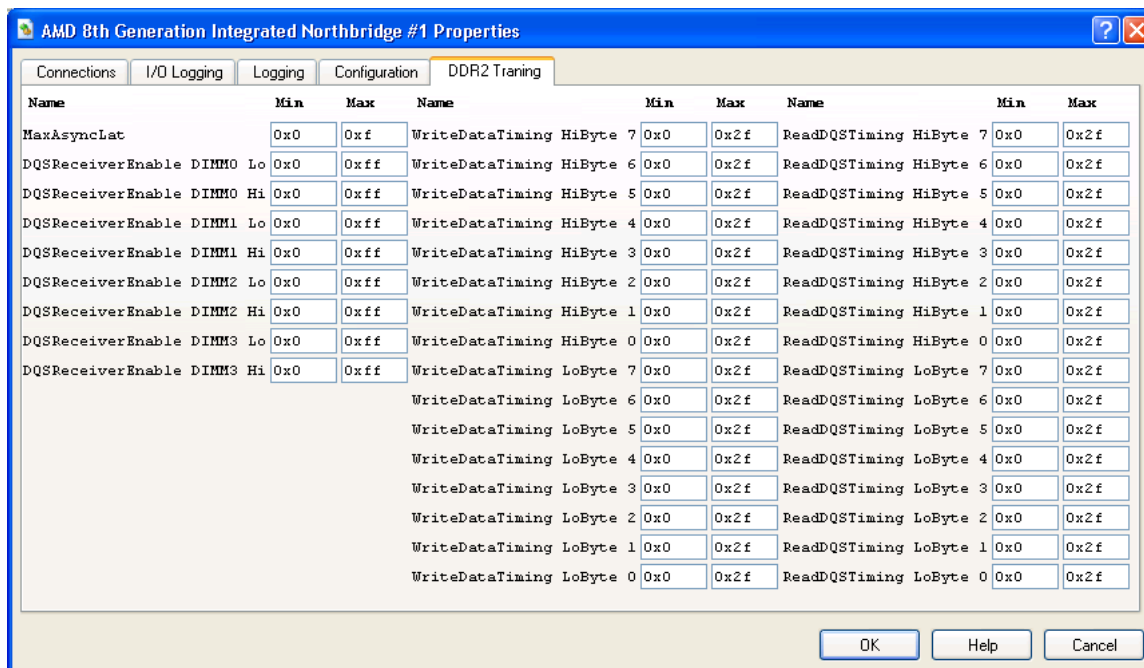 AMD 8th Generation Integrated Northbridge #1 Properties
Connections I/O Logging Logging Configuration DDR2 Traning
Name Min Max Name Min Max Name Min Max
MaxAsyncLat 0x0 0xf WriteDataTiming HiByte 7 0x0 0x2f ReadDQSTiming HiByte 7 0x0 0x2f
DQSReceiverEnable DIMM0 Lo 0x0 0xff WriteDataTiming HiByte 6 0x0 0x2f ReadDQSTiming HiByte 6 0x0 0x2f
DQSReceiverEnable DIMM0 Hi 0x0 0xff WriteDataTiming HiByte 5 0x0 0x2f ReadDQSTiming HiByte 5 0x0 0x2f
DQSReceiverEnable DIMM1 Lo 0x0 0xff WriteDataTiming HiByte 4 0x0 0x2f ReadDQSTiming HiByte 4 0x0 0x2f
DQSReceiverEnable DIMM1 Hi 0x0 0xff WriteDataTiming HiByte 3 0x0 0x2f ReadDQSTiming HiByte 3 0x0 0x2f
DQSReceiverEnable DIMM2 Lo 0x0 0xff WriteDataTiming HiByte 2 0x0 0x2f ReadDQSTiming HiByte 2 0x0 0x2f
DQSReceiverEnable DIMM2 Hi 0x0 0xff WriteDataTiming HiByte 1 0x0 0x2f ReadDQSTiming HiByte 1 0x0 0x2f
DQSReceiverEnable DIMM3 Lo 0x0 0xff WriteDataTiming HiByte 0 0x0 0x2f ReadDQSTiming HiByte 0 0x0 0x2f
DQSReceiverEnable DIMM3 Hi 0x0 0xff WriteDataTiming LoByte 7 0x0 0x2f ReadDQSTiming LoByte 7 0x0 0x2f
WriteDataTiming LoByte 6 0x0 0x2f ReadDQSTiming LoByte 6 0x0 0x2f
WriteDataTiming LoByte 5 0x0 0x2f ReadDQSTiming LoByte 5 0x0 0x2f
WriteDataTiming LoByte 4 0x0 0x2f ReadDQSTiming LoByte 4 0x0 0x2f
WriteDataTiming LoByte 3 0x0 0x2f ReadDQSTiming LoByte 3 0x0 0x2f
WriteDataTiming LoByte 2 0x0 0x2f ReadDQSTiming LoByte 2 0x0 0x2f
WriteDataTiming LoByte 1 0x0 0x2f ReadDQSTiming LoByte 1 0x0 0x2f
WriteDataTiming LoByte 0 0x0 0x2f ReadDQSTiming LoByte 0 0x0 0x2f
OK Help Cancel